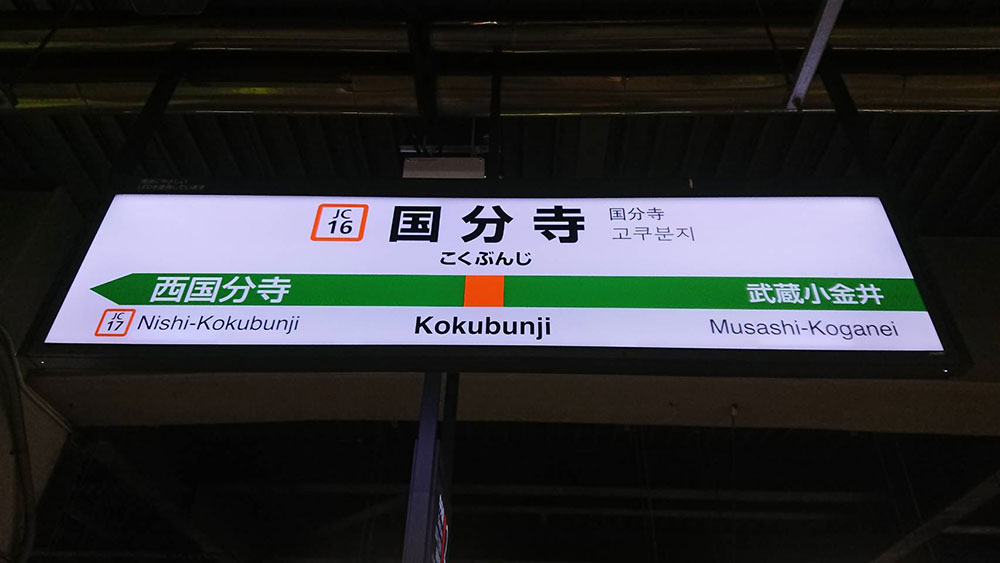 JC
16
国分寺
国分寺
고쿠분지
こくぶんじ
西国分寺
武蔵小金井
JC
17
Nishi-Kokubunji
Kokubunji
Musashi-Koganei